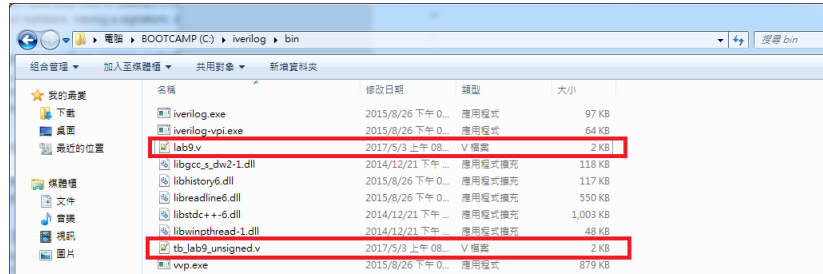 電腦 ▸ BOOTCAMP (C:) ▸ iverilog ▸ bin
搜尋 bin
組合管理 加入至媒體櫃 共用對象 新增資料夾
我的最愛
下載
桌面
最近的位置
媒體櫃
文件
音樂
視訊
圖片
名稱 修改日期 類型 大小
iverilog.exe 2015/8/26 下午 0... 應用程式 97 KB
iverilog-vpi.exe 2015/8/26 下午 0... 應用程式 64 KB
lab9.v 2017/5/3 上午 08... V 檔案 2 KB
libgcc_s_dw2-1.dll 2014/12/21 下午 ... 應用程式擴充 118 KB
libhistory6.dll 2015/8/26 下午 0... 應用程式擴充 117 KB
libreadline6.dll 2015/8/26 下午 0... 應用程式擴充 550 KB
libstdc++-6.dll 2014/12/21 下午 ... 應用程式擴充 1,003 KB
libwinpthread-1.dll 2014/12/21 下午 ... 應用程式擴充 48 KB
tb_lab9_unsigned.v 2017/5/3 上午 08... V 檔案 2 KB
vvp.exe 2015/8/26 下午 0... 應用程式 879 KB